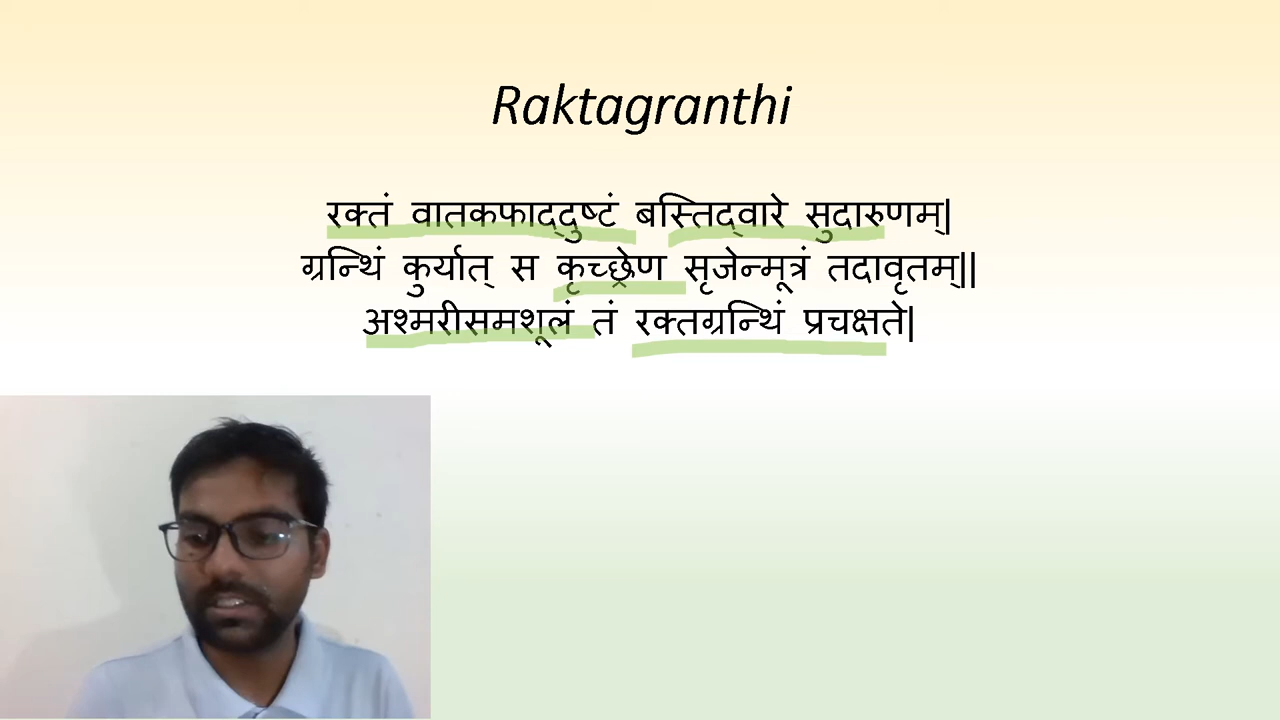 Raktagranthi
रक्तं वातकफाद्दुष्टं बस्तिद्वारे सुदारुणम्|
ग्रन्थिं कुर्यात् स कृच्छ्रेण सृजेन्मूत्रं तदावृतम्||
अश्मरीसमशूलं तं रक्तग्रन्थिं प्रचक्षते|